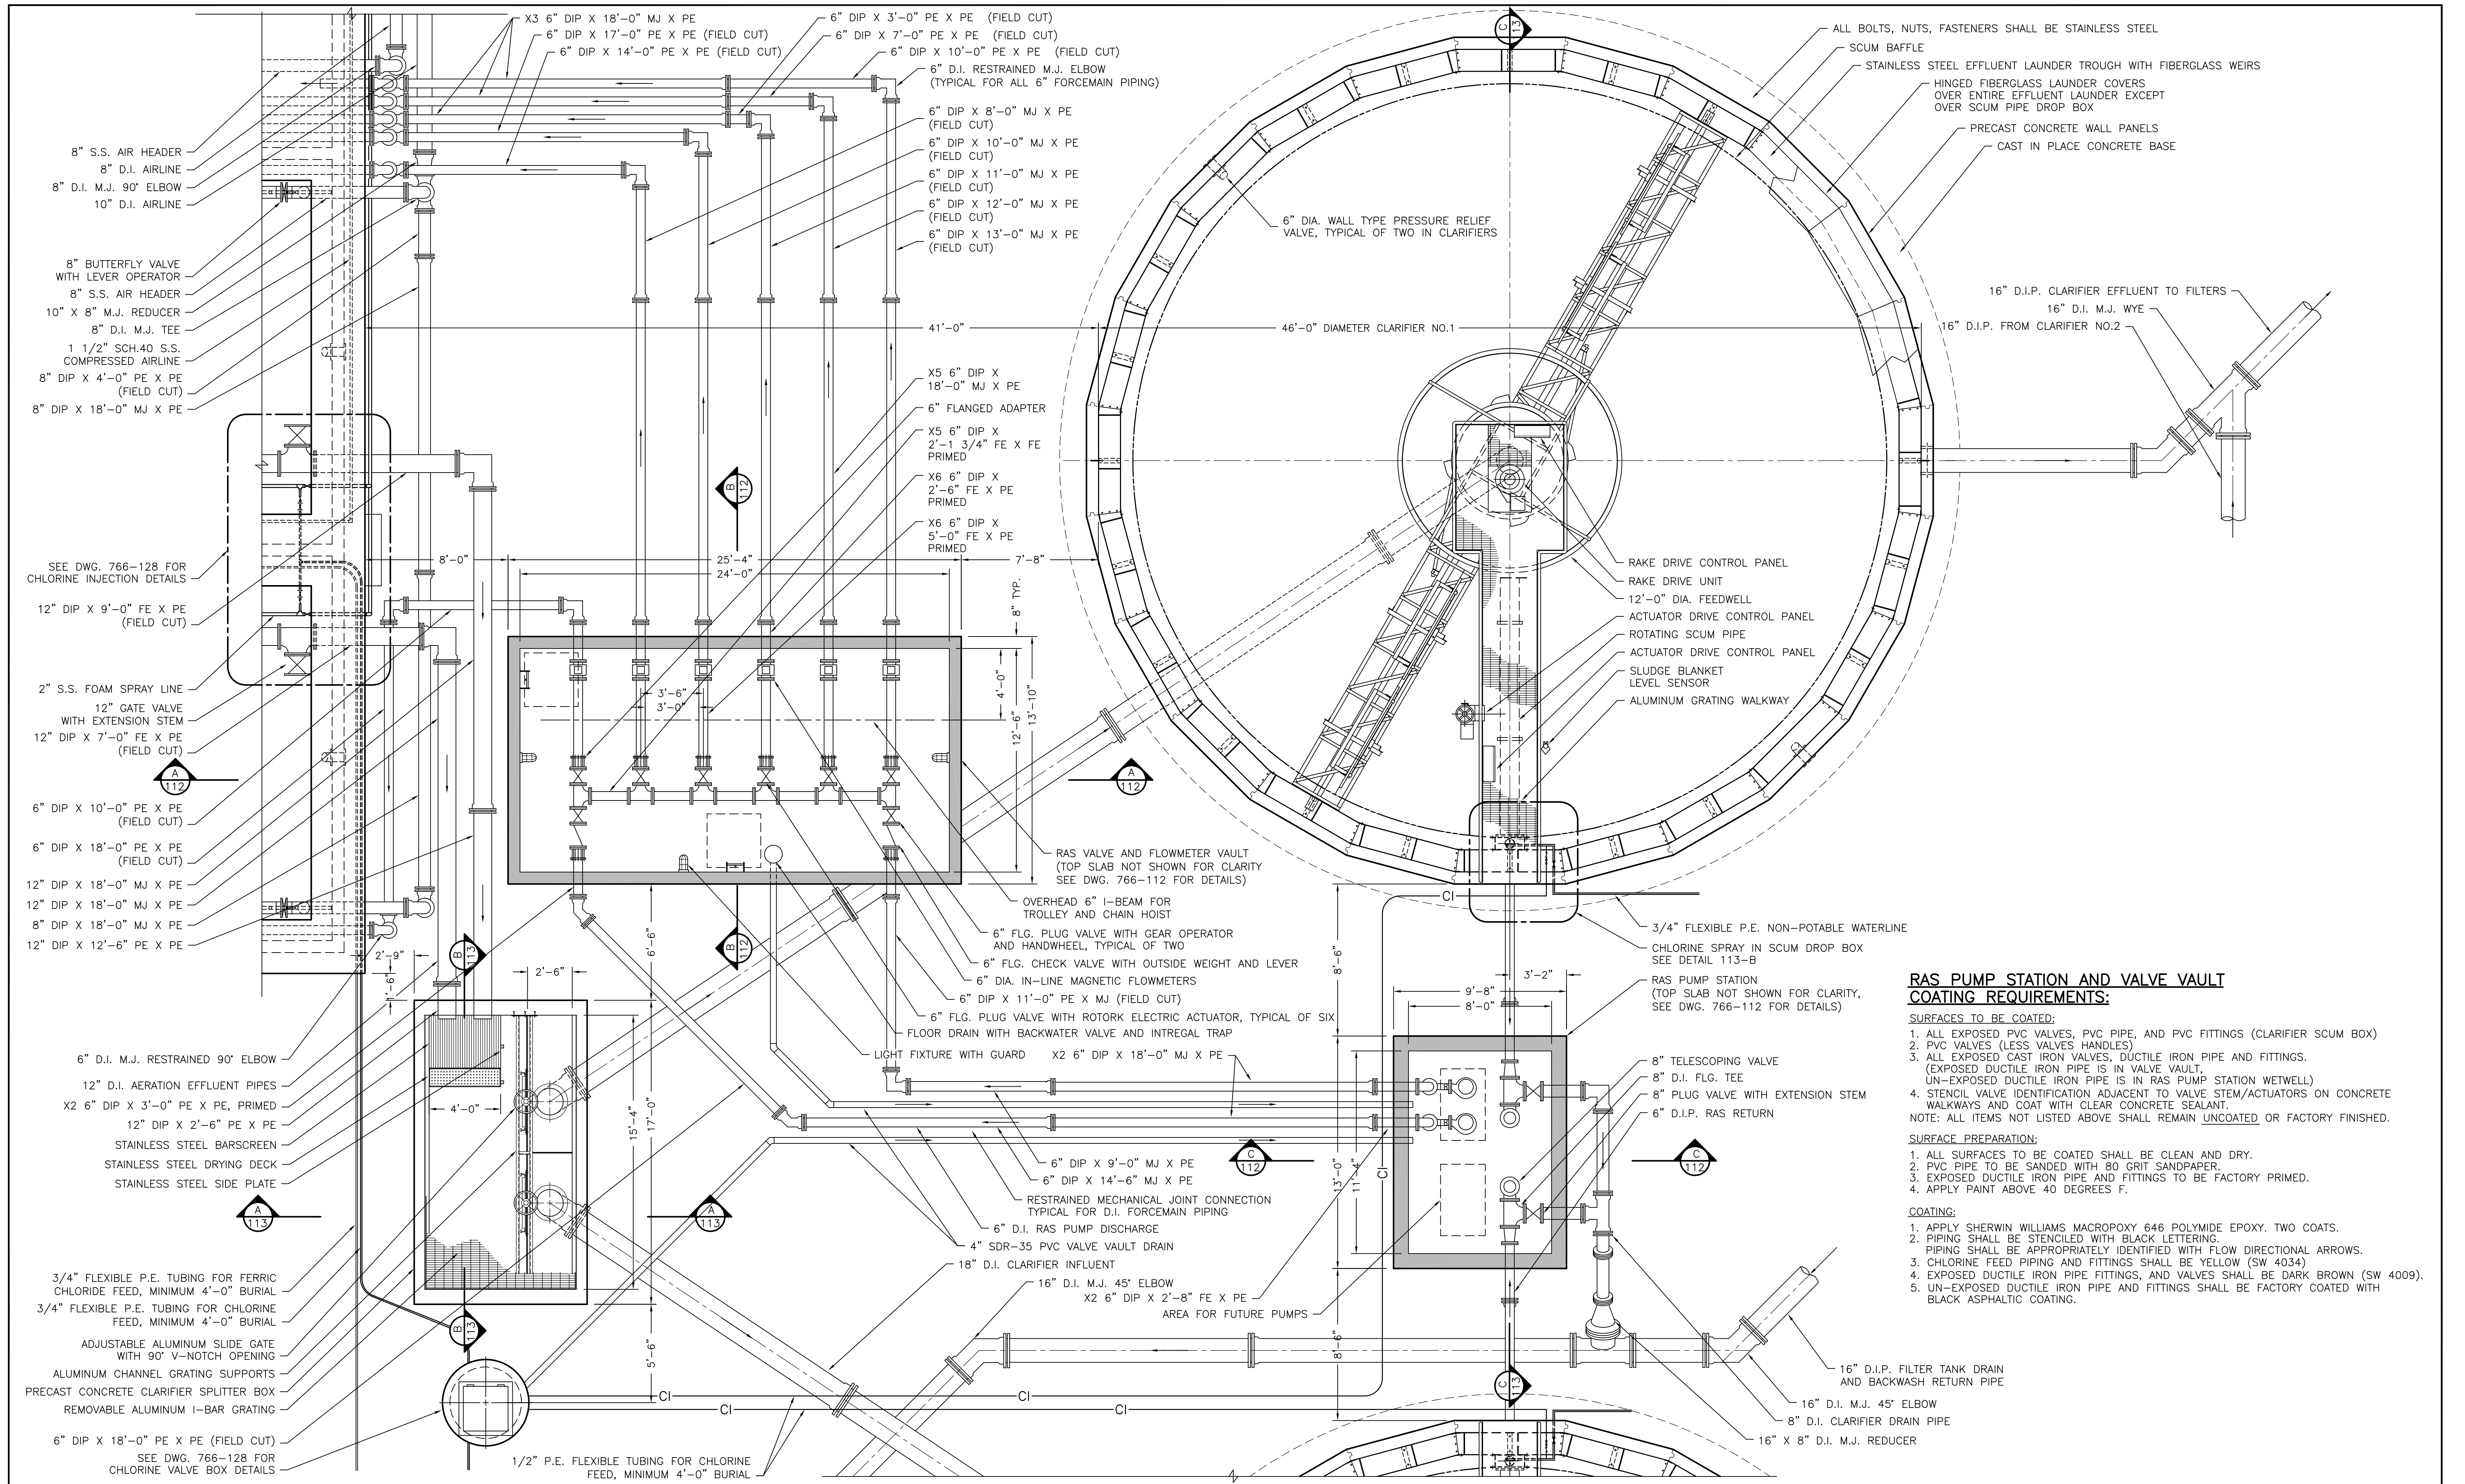 X3 6" DIP X 18'-0" MJ X PE
6" DIP X 17'-0" PE X PE (FIELD CUT)
6" DIP X 14'-0" PE X PE (FIELD CUT)
6" DIP X 3'-0" PE X PE (FIELD CUT)
6" DIP X 7'-0" PE X PE (FIELD CUT)
6" DIP X 10'-0" PE X PE (FIELD CUT)
6" D.I. RESTRAINED M.J. ELBOW
(TYPICAL FOR ALL 6" FORCEMAIN PIPING)
6" DIP X 8'-0" MJ X PE
(FIELD CUT)
6" DIP X 10'-0" MJ X PE
(FIELD CUT)
6" DIP X 11'-0" MJ X PE
(FIELD CUT)
6" DIP X 12'-0" MJ X PE
(FIELD CUT)
6" DIP X 13'-0" MJ X PE
(FIELD CUT)
C
113
ALL BOLTS, NUTS, FASTENERS SHALL BE STAINLESS STEEL
SCUM BAFFLE
STAINLESS STEEL EFFLUENT LAUNDER TROUGH WITH FIBERGLASS WEIRS
HINGED FIBERGLASS LAUNDER COVERS
OVER ENTIRE EFFLUENT LAUNDER EXCEPT
OVER SCUM PIPE DROP BOX
PRECAST CONCRETE WALL PANELS
CAST IN PLACE CONCRETE BASE
6" DIA. WALL TYPE PRESSURE RELIEF
VALVE, TYPICAL OF TWO IN CLARIFIERS
16" D.I.P. CLARIFIER EFFLUENT TO FILTERS
16" D.I. M.J. WYE
16" D.I.P. FROM CLARIFIER NO.2
8" S.S. AIR HEADER
8" D.I. AIRLINE
8" D.I. M.J. 90° ELBOW
10" D.I. AIRLINE
8" BUTTERFLY VALVE
WITH LEVER OPERATOR
8" S.S. AIR HEADER
10" X 8" M.J. REDUCER
8" D.I. M.J. TEE
1 1/2" SCH.40 S.S.
COMPRESSED AIRLINE
8" DIP X 4'-0" PE X PE
(FIELD CUT)
8" DIP X 18'-0" MJ X PE
41'-0"
46'-0" DIAMETER CLARIFIER NO.1
X5 6" DIP X
18'-0" MJ X PE
6" FLANGED ADAPTER
X5 6" DIP X
2'-1 3/4" FE X FE
PRIMED
X6 6" DIP X
2'-6" FE X PE
PRIMED
X6 6" DIP X
5'-0" FE X PE
PRIMED
B
112
8'-0"
25'-4"
24'-0"
7'-8"
8" TYP.
4'-0"
12'-6"
13'-10"
3'-6"
3'-0"
SEE DWG. 766-128 FOR
CHLORINE INJECTION DETAILS
12" DIP X 9'-0" FE X PE
(FIELD CUT)
2" S.S. FOAM SPRAY LINE
12" GATE VALVE
WITH EXTENSION STEM
12" DIP X 7'-0" FE X PE
(FIELD CUT)
A
112
6" DIP X 10'-0" PE X PE
(FIELD CUT)
6" DIP X 18'-0" PE X PE
(FIELD CUT)
12" DIP X 18'-0" MJ X PE
12" DIP X 18'-0" MJ X PE
8" DIP X 18'-0" MJ X PE
12" DIP X 12'-6" PE X PE
RAKE DRIVE CONTROL PANEL
RAKE DRIVE UNIT
12'-0" DIA. FEEDWELL
ACTUATOR DRIVE CONTROL PANEL
ROTATING SCUM PIPE
ACTUATOR DRIVE CONTROL PANEL
SLUDGE BLANKET
LEVEL SENSOR
ALUMINUM GRATING WALKWAY
A
112
RAS VALVE AND FLOWMETER VAULT
(TOP SLAB NOT SHOWN FOR CLARITY
SEE DWG. 766-112 FOR DETAILS)
OVERHEAD 6" I-BEAM FOR
TROLLEY AND CHAIN HOIST
6" FLG. PLUG VALVE WITH GEAR OPERATOR
AND HANDWHEEL, TYPICAL OF TWO
6" FLG. CHECK VALVE WITH OUTSIDE WEIGHT AND LEVER
6" DIA. IN-LINE MAGNETIC FLOWMETERS
6" DIP X 11'-0" PE X MJ (FIELD CUT)
6" FLG. PLUG VALVE WITH ROTORK ELECTRIC ACTUATOR, TYPICAL OF SIX
FLOOR DRAIN WITH BACKWATER VALVE AND INTREGAL TRAP
LIGHT FIXTURE WITH GUARD
X2 6" DIP X 18'-0" MJ X PE
B
112
B
113
2'-9"
1'-6"
2'-6"
6'-6"
4'-0"
15'-4"
17'-0"
5'-6"
6" D.I. M.J. RESTRAINED 90° ELBOW
12" D.I. AERATION EFFLUENT PIPES
X2 6" DIP X 3'-0" PE X PE, PRIMED
12" DIP X 2'-6" PE X PE
STAINLESS STEEL BARSCREEN
STAINLESS STEEL DRYING DECK
STAINLESS STEEL SIDE PLATE
A
113
A
113
3/4" FLEXIBLE P.E. TUBING FOR FERRIC
CHLORIDE FEED, MINIMUM 4'-0" BURIAL
3/4" FLEXIBLE P.E. TUBING FOR CHLORINE
FEED, MINIMUM 4'-0" BURIAL
ADJUSTABLE ALUMINUM SLIDE GATE
WITH 90° V-NOTCH OPENING
ALUMINUM CHANNEL GRATING SUPPORTS
PRECAST CONCRETE CLARIFIER SPLITTER BOX
REMOVABLE ALUMINUM I-BAR GRATING
6" DIP X 18'-0" PE X PE (FIELD CUT)
SEE DWG. 766-128 FOR
CHLORINE VALVE BOX DETAILS
B
113
6" DIP X 9'-0" MJ X PE
6" DIP X 14'-6" MJ X PE
RESTRAINED MECHANICAL JOINT CONNECTION
TYPICAL FOR D.I. FORCEMAIN PIPING
6" D.I. RAS PUMP DISCHARGE
4" SDR-35 PVC VALVE VAULT DRAIN
18" D.I. CLARIFIER INFLUENT
16" D.I. M.J. 45° ELBOW
X2 6" DIP X 2'-8" FE X PE
AREA FOR FUTURE PUMPS
1/2" P.E. FLEXIBLE TUBING FOR CHLORINE
FEED, MINIMUM 4'-0" BURIAL
Cl
Cl
Cl
Cl
Cl
Cl
C
112
C
112
8'-6"
9'-8"
8'-0"
3'-2"
13'-0"
11'-4"
8'-6"
C
113
3/4" FLEXIBLE P.E. NON-POTABLE WATERLINE
CHLORINE SPRAY IN SCUM DROP BOX
SEE DETAIL 113-B
RAS PUMP STATION
(TOP SLAB NOT SHOWN FOR CLARITY,
SEE DWG. 766-112 FOR DETAILS)
8" TELESCOPING VALVE
8" D.I. FLG. TEE
8" PLUG VALVE WITH EXTENSION STEM
6" D.I.P. RAS RETURN
16" D.I.P. FILTER TANK DRAIN
AND BACKWASH RETURN PIPE
16" D.I. M.J. 45° ELBOW
8" D.I. CLARIFIER DRAIN PIPE
16" X 8" D.I. M.J. REDUCER
RAS PUMP STATION AND VALVE VAULT
COATING REQUIREMENTS:
SURFACES TO BE COATED:
1. ALL EXPOSED PVC VALVES, PVC PIPE, AND PVC FITTINGS (CLARIFIER SCUM BOX)
2. PVC VALVES (LESS VALVES HANDLES)
3. ALL EXPOSED CAST IRON VALVES, DUCTILE IRON PIPE AND FITTINGS.
(EXPOSED DUCTILE IRON PIPE IS IN VALVE VAULT,
UN-EXPOSED DUCTILE IRON PIPE IS IN RAS PUMP STATION WETWELL)
4. STENCIL VALVE IDENTIFICATION ADJACENT TO VALVE STEM/ACTUATORS ON CONCRETE
WALKWAYS AND COAT WITH CLEAR CONCRETE SEALANT.
NOTE: ALL ITEMS NOT LISTED ABOVE SHALL REMAIN UNCOATED OR FACTORY FINISHED.
SURFACE PREPARATION:
1. ALL SURFACES TO BE COATED SHALL BE CLEAN AND DRY.
2. PVC PIPE TO BE SANDED WITH 80 GRIT SANDPAPER.
3. EXPOSED DUCTILE IRON PIPE AND FITTINGS TO BE FACTORY PRIMED.
4. APPLY PAINT ABOVE 40 DEGREES F.
COATING:
1. APPLY SHERWIN WILLIAMS MACROPOXY 646 POLYMIDE EPOXY. TWO COATS.
2. PIPING SHALL BE STENCILED WITH BLACK LETTERING.
PIPING SHALL BE APPROPRIATELY IDENTIFIED WITH FLOW DIRECTIONAL ARROWS.
3. CHLORINE FEED PIPING AND FITTINGS SHALL BE YELLOW (SW 4034)
4. EXPOSED DUCTILE IRON PIPE FITTINGS, AND VALVES SHALL BE DARK BROWN (SW 4009).
5. UN-EXPOSED DUCTILE IRON PIPE AND FITTINGS SHALL BE FACTORY COATED WITH
BLACK ASPHALTIC COATING.